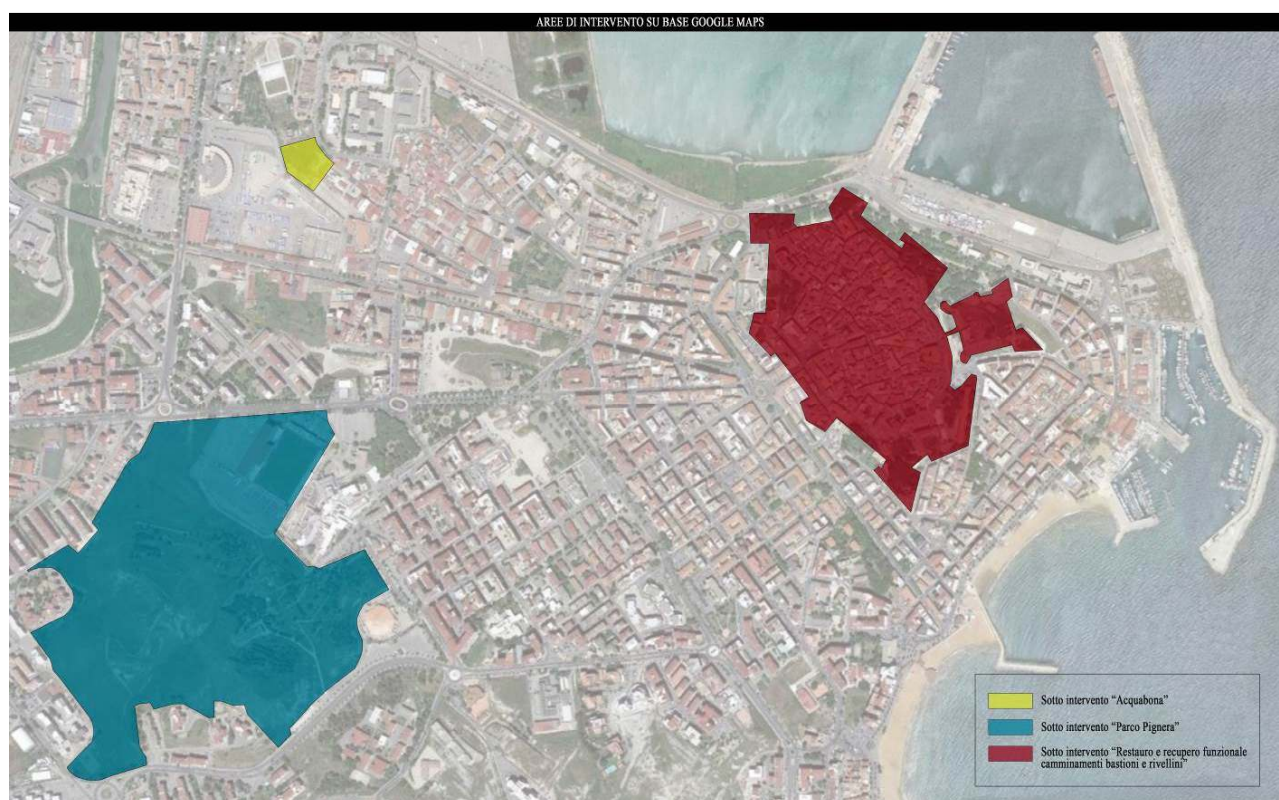 AREE DI INTERVENTO SU BASE GOOGLE MAPS
Sotto intervento “Acquabona”
Sotto intervento “Parco Pignera”
Sotto intervento “Restauro e recupero funzionale
camminamenti bastioni e rivellini”